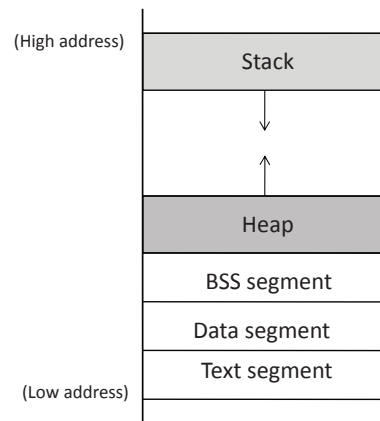 (High address)
Stack
Heap
BSS segment
Data segment
Text segment
(Low address)